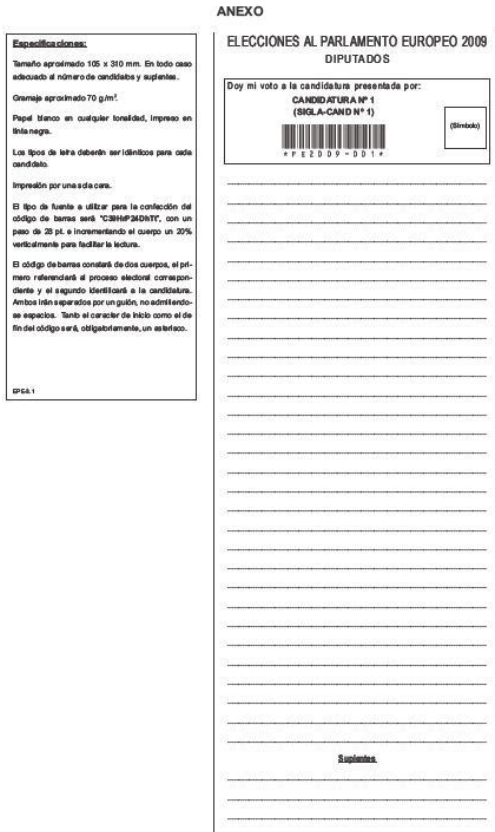 ANEXO
Especificaciones:
Tamaño aproximado 105 x 310 mm. En todo caso
adecuado al número de candidatos y suplentes.
Gramaje aproximado 70 g./m².
Papel blanco en cualquier tonalidad, impreso en
tinta negra.
Los tipos de letra deberán ser idénticos para cada
candidato.
Impresión por una sola cara.
El tipo de fuente a utilizar para la confección del
código de barras será "C39HrP24DhTt", con un
paso de 28 pt. e incrementando el cuerpo un 20%
verticalmente para facilitar la lectura.
El código de barras constará de dos cuerpos, el pri-
mero referenciará al proceso electoral correspon-
diente y el segundo identificará a la candidatura.
Ambos irán separados por un guión, no admitiendo-
se espacios. Tanto el caracter de inicio como el de
fin del código será, obligatoriamente, un asterisco.
EPE8.1
ELECCIONES AL PARLAMENTO EUROPEO 2009
DIPUTADOS
Doy mi voto a la candidatura presentada por:
CANDIDATURA Nº 1
(SIGLA-CAND Nº 1)
(Símbolo)
*PE2009-001*
Suplentes